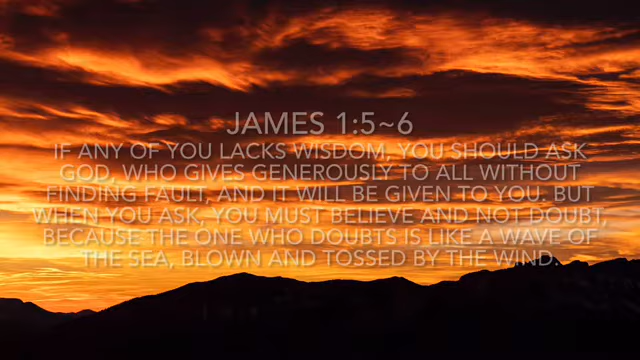 JAMES 1:5~6
IF ANY OF YOU LACKS WISDOM, YOU SHOULD ASK
GOD, WHO GIVES GENEROUSLY TO ALL WITHOUT
FINDING FAULT, AND IT WILL BE GIVEN TO YOU. BUT
WHEN YOU ASK, YOU MUST BELIEVE AND NOT DOUBT,
BECAUSE THE ONE WHO DOUBTS IS LIKE A WAVE OF
THE SEA, BLOWN AND TOSSED BY THE WIND.